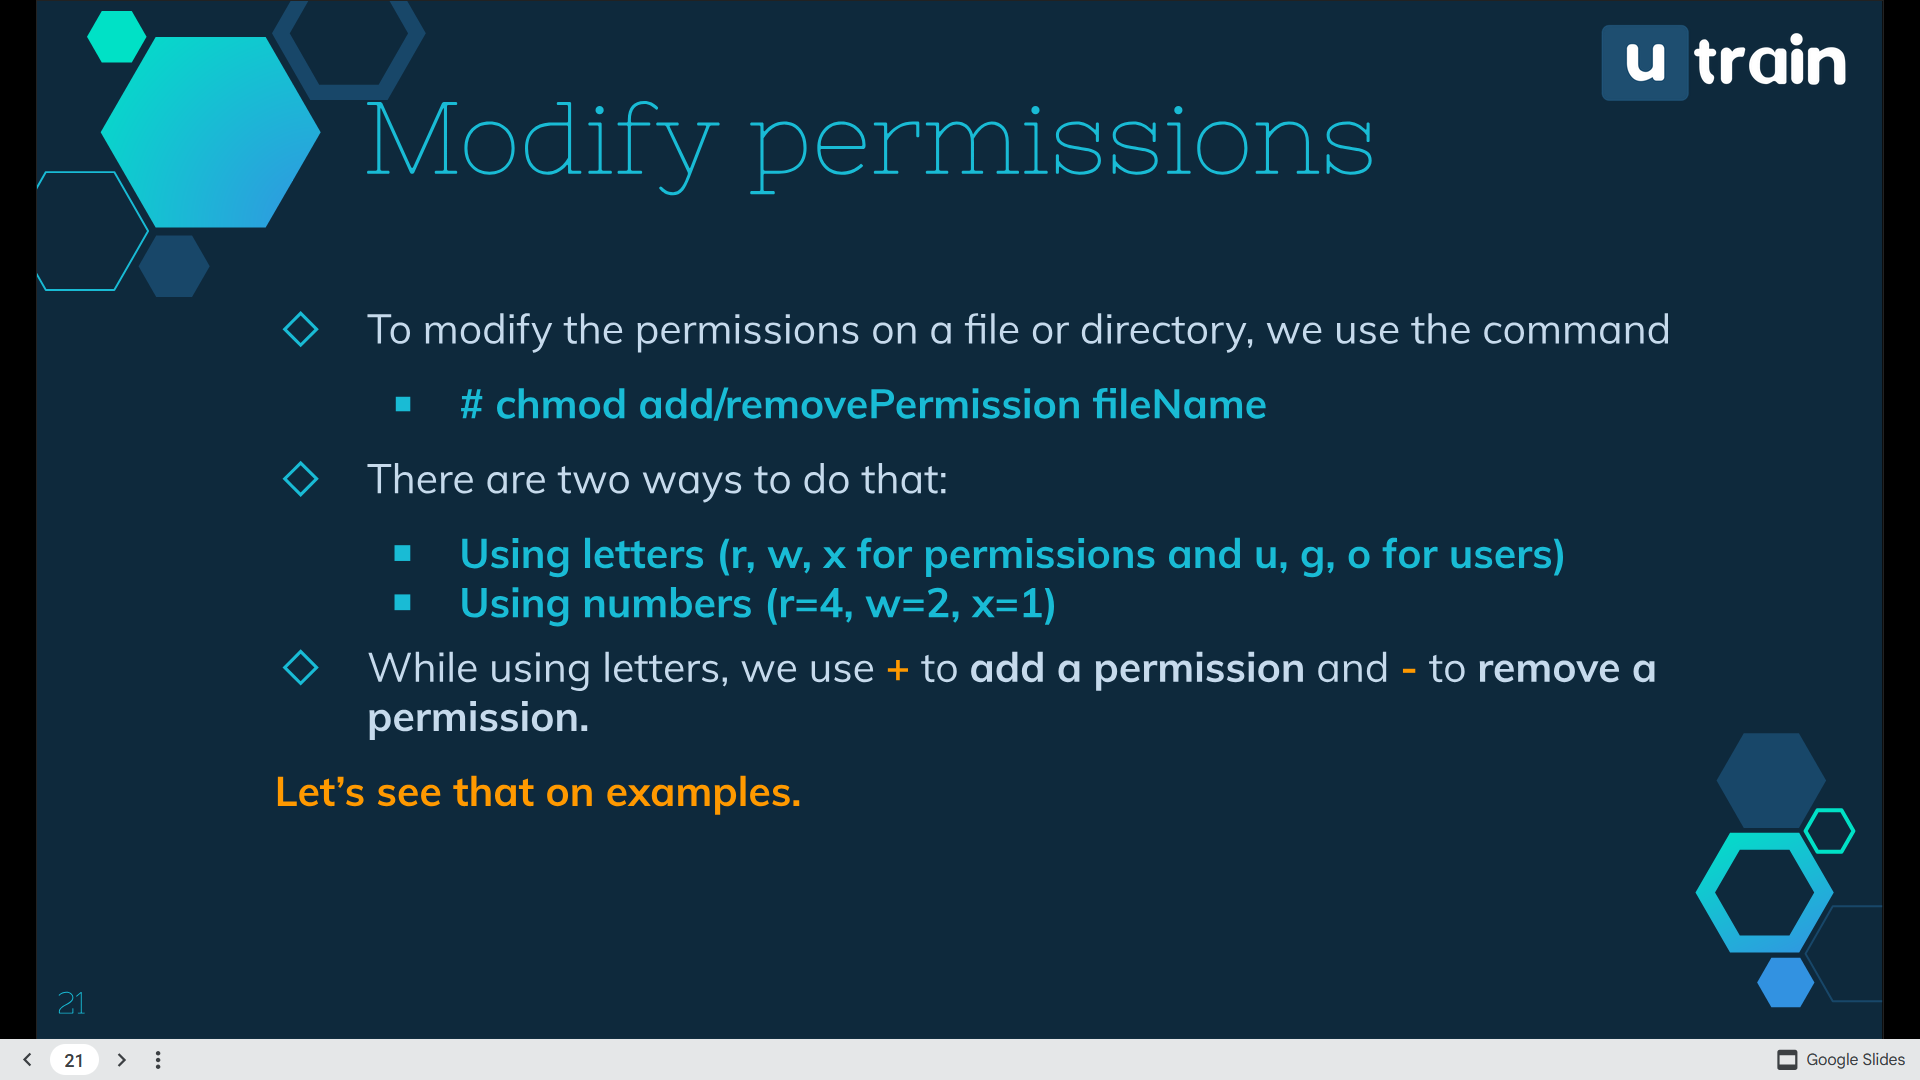 u train
Modify permissions
To modify the permissions on a file or directory, we use the command
# chmod add/removePermission fileName
There are two ways to do that:
Using letters (r, w, x for permissions and u, g, o for users)
Using numbers (r=4, w=2, x=1)
While using letters, we use + to add a permission and - to remove a
permission.
Let’s see that on examples.
21
21
Google Slides